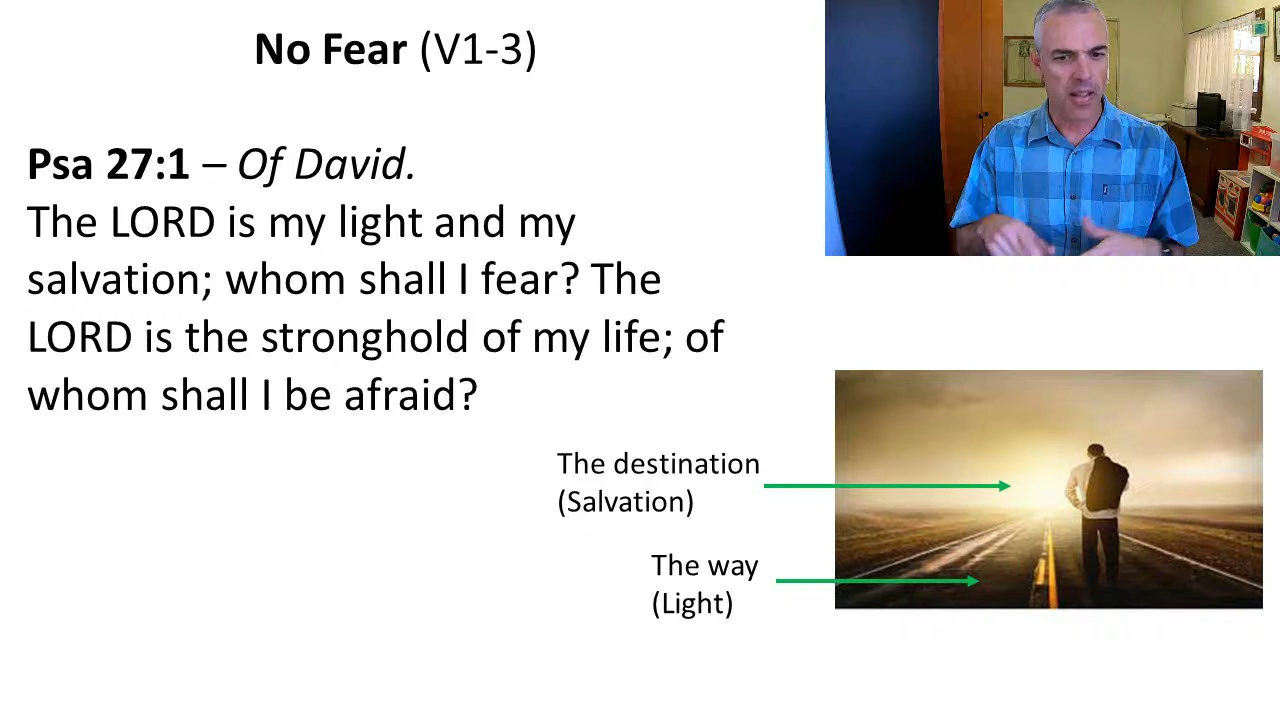 No Fear (V1-3)
Psa 27:1 – Of David.
The LORD is my light and my
salvation; whom shall I fear? The
LORD is the stronghold of my life; of
whom shall I be afraid?
The destination
(Salvation)
The way
(Light)